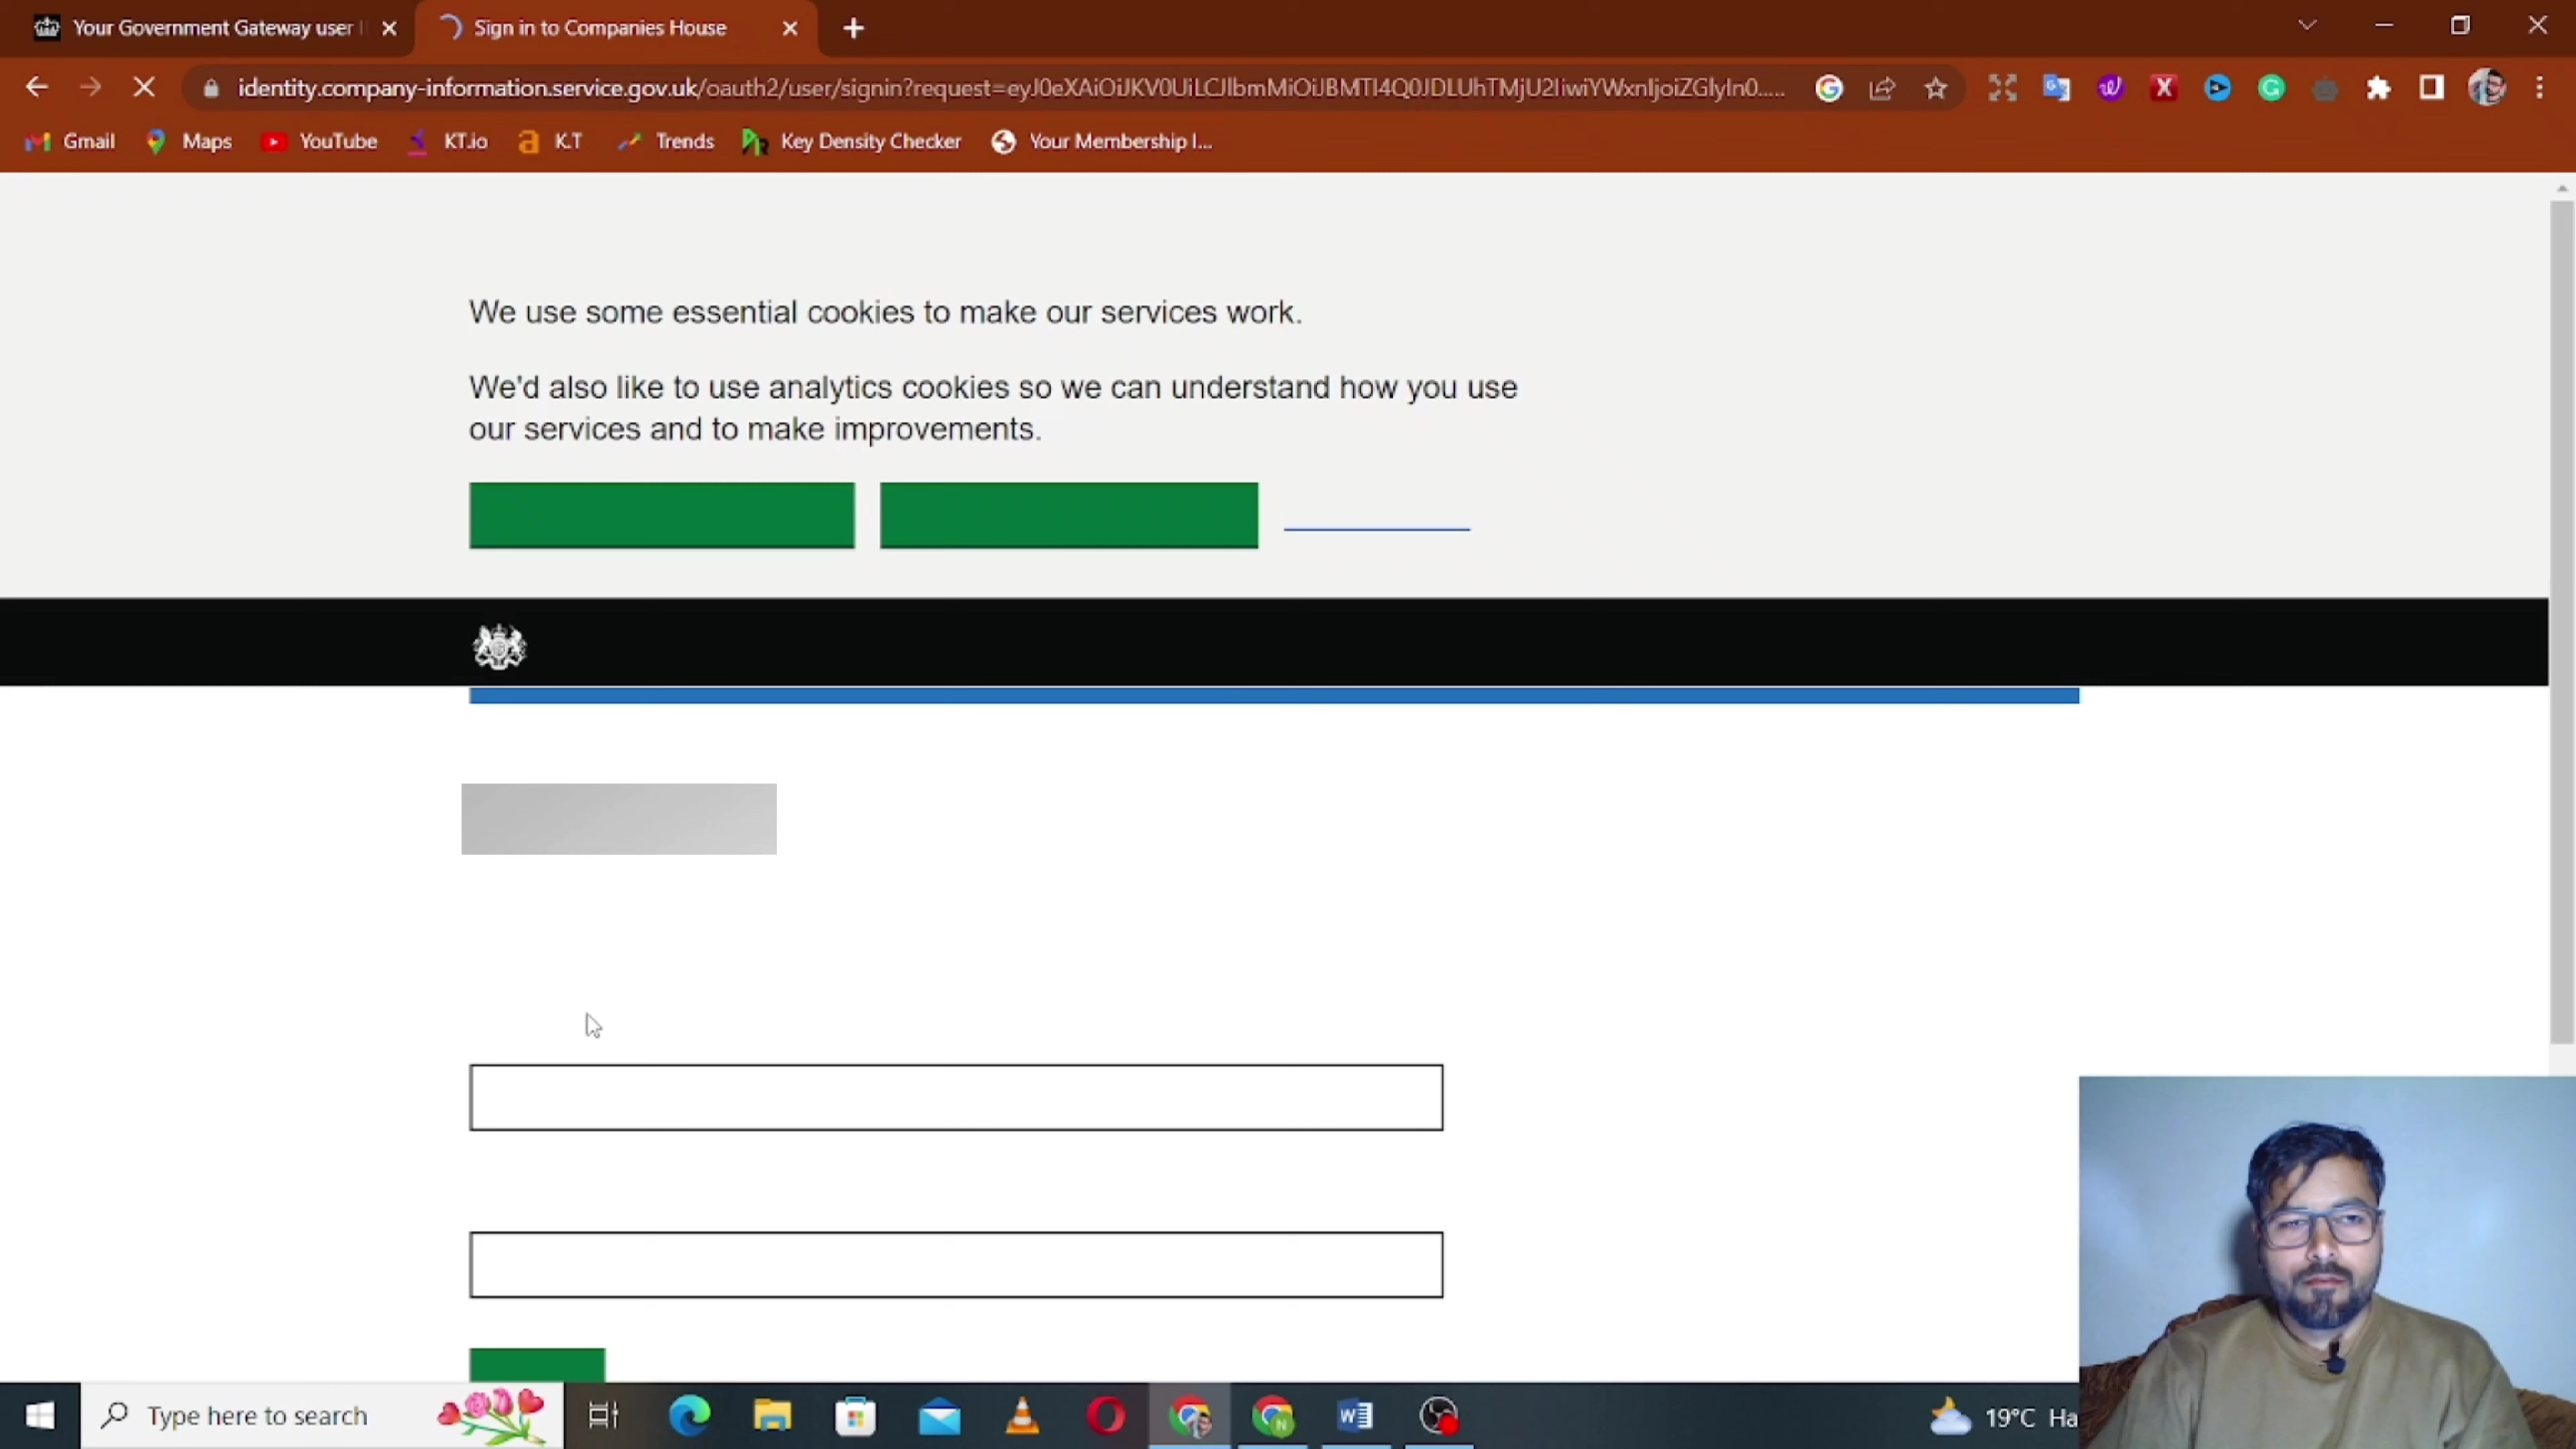 Your Government Gateway user I
Sign in to Companies House
identity.company-information.service.gov.uk/oauth2/user/signin?request=eyJ0eXAiOiJKV0UiLCJlbmMiOiJBMTI4Q0JDLUhTMjU2IiwiYWxnIjoiZGlyIn0.....
Gmail Maps YouTube KT.io K.T Trends Key Density Checker Your Membership I...
We use some essential cookies to make our services work.
We'd also like to use analytics cookies so we can understand how you use
our services and to make improvements.
Type here to search
19°C Ha